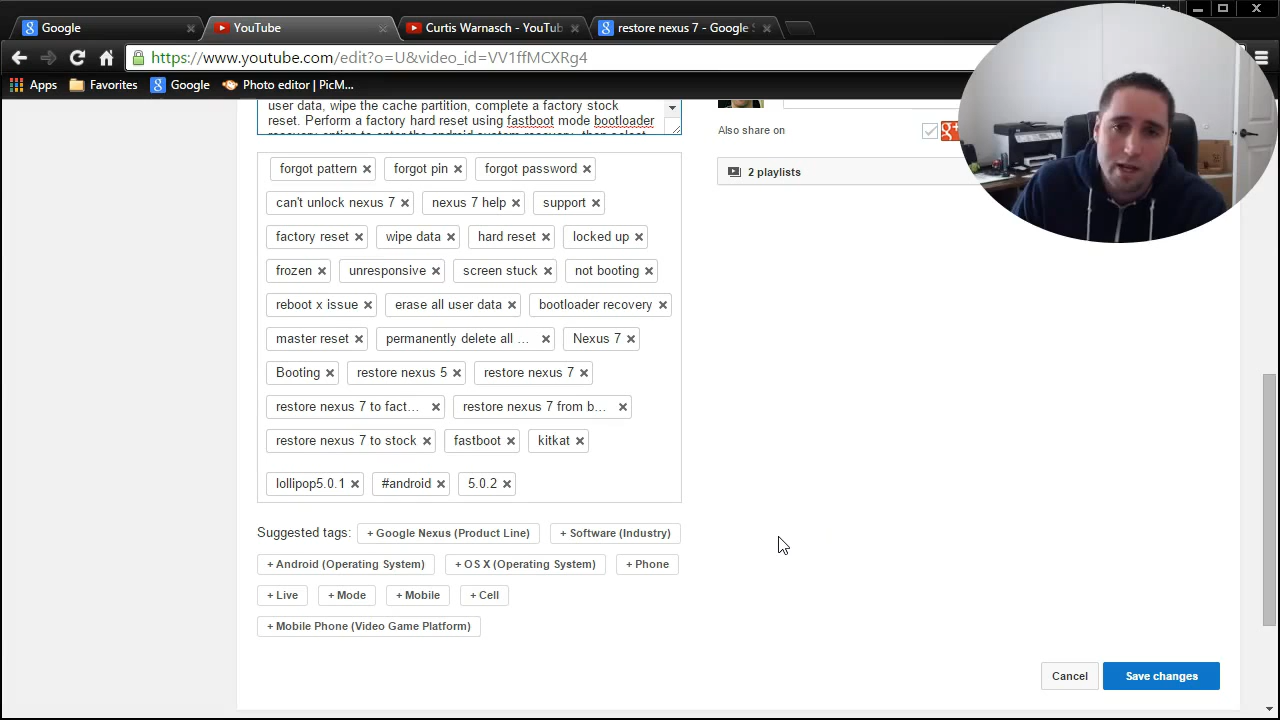 Google
YouTube
Curtis Warnasch - YouTub
restore nexus 7 - Google S
https://www.youtube.com/edit?o=U&video_id=VV1ffMCXRg4
Apps
Favorites
Google
Photo editor | PicM...
user data, wipe the cache partition, complete a factory stock
reset. Perform a factory hard reset using fastboot mode bootloader
Also share on
g+
2 playlists
forgot pattern forgot pin forgot password
can't unlock nexus 7 nexus 7 help support
factory reset wipe data hard reset locked up
frozen unresponsive screen stuck not booting
reboot x issue erase all user data bootloader recovery
master reset permanently delete all ... Nexus 7
Booting restore nexus 5 restore nexus 7
restore nexus 7 to fact... restore nexus 7 from b...
restore nexus 7 to stock fastboot kitkat
lollipop5.0.1 #android 5.0.2
Suggested tags: + Google Nexus (Product Line) + Software (Industry)
+ Android (Operating System) + OS X (Operating System) + Phone
+ Live + Mode + Mobile + Cell
+ Mobile Phone (Video Game Platform)
Cancel Save changes